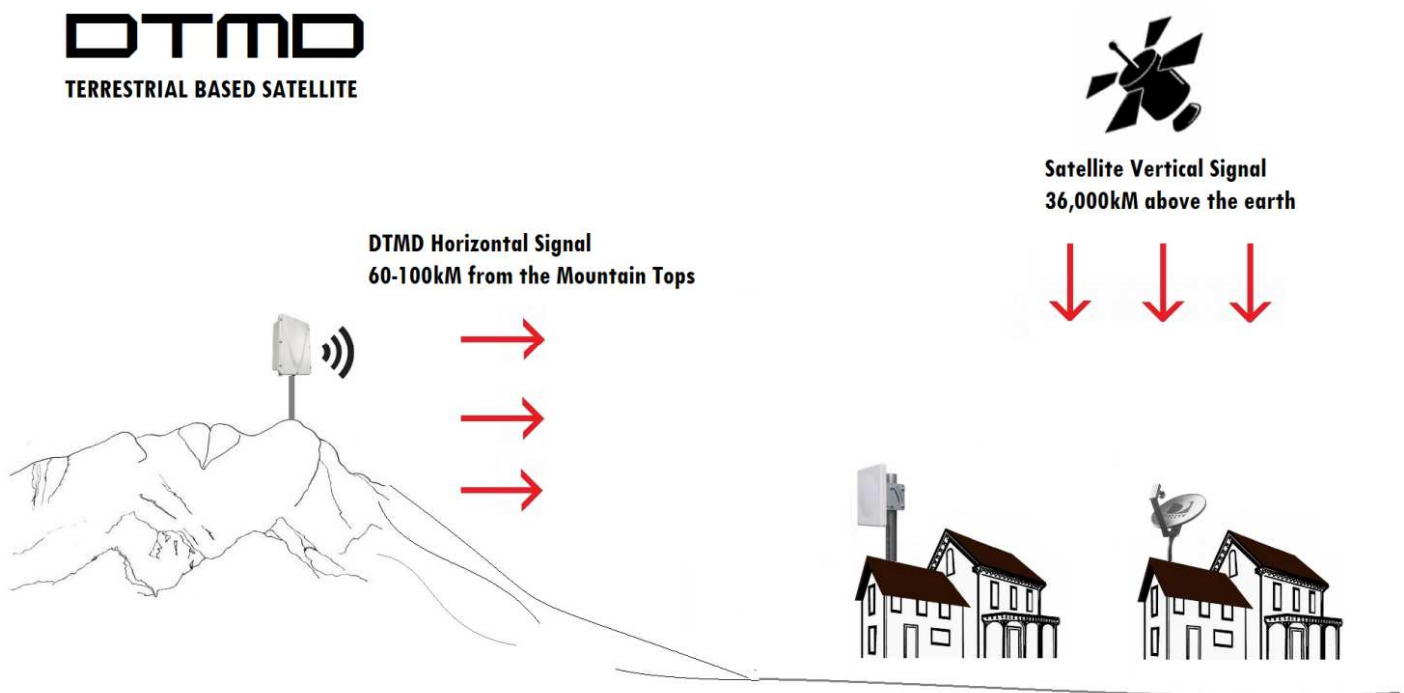 DTMD
TERRESTRIAL BASED SATELLITE
Satellite Vertical Signal
36,000kM above the earth
DTMD Horizontal Signal
60-100kM from the Mountain Tops